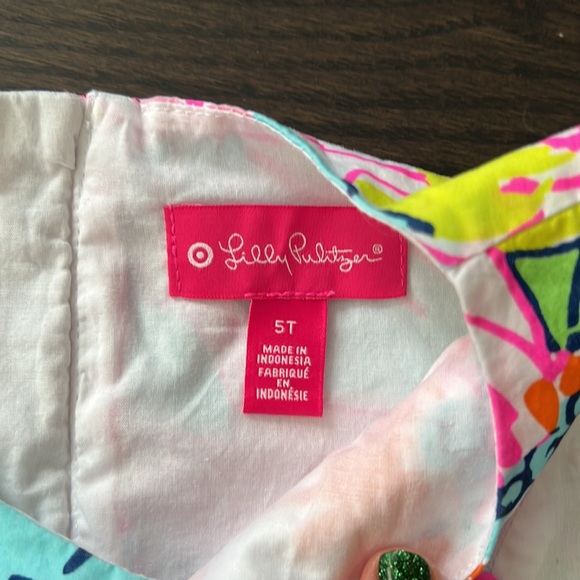 Lilly Pulitzer®
5T
MADE IN
INDONESIA
FABRIQUÉ
EN
INDONÉSIE